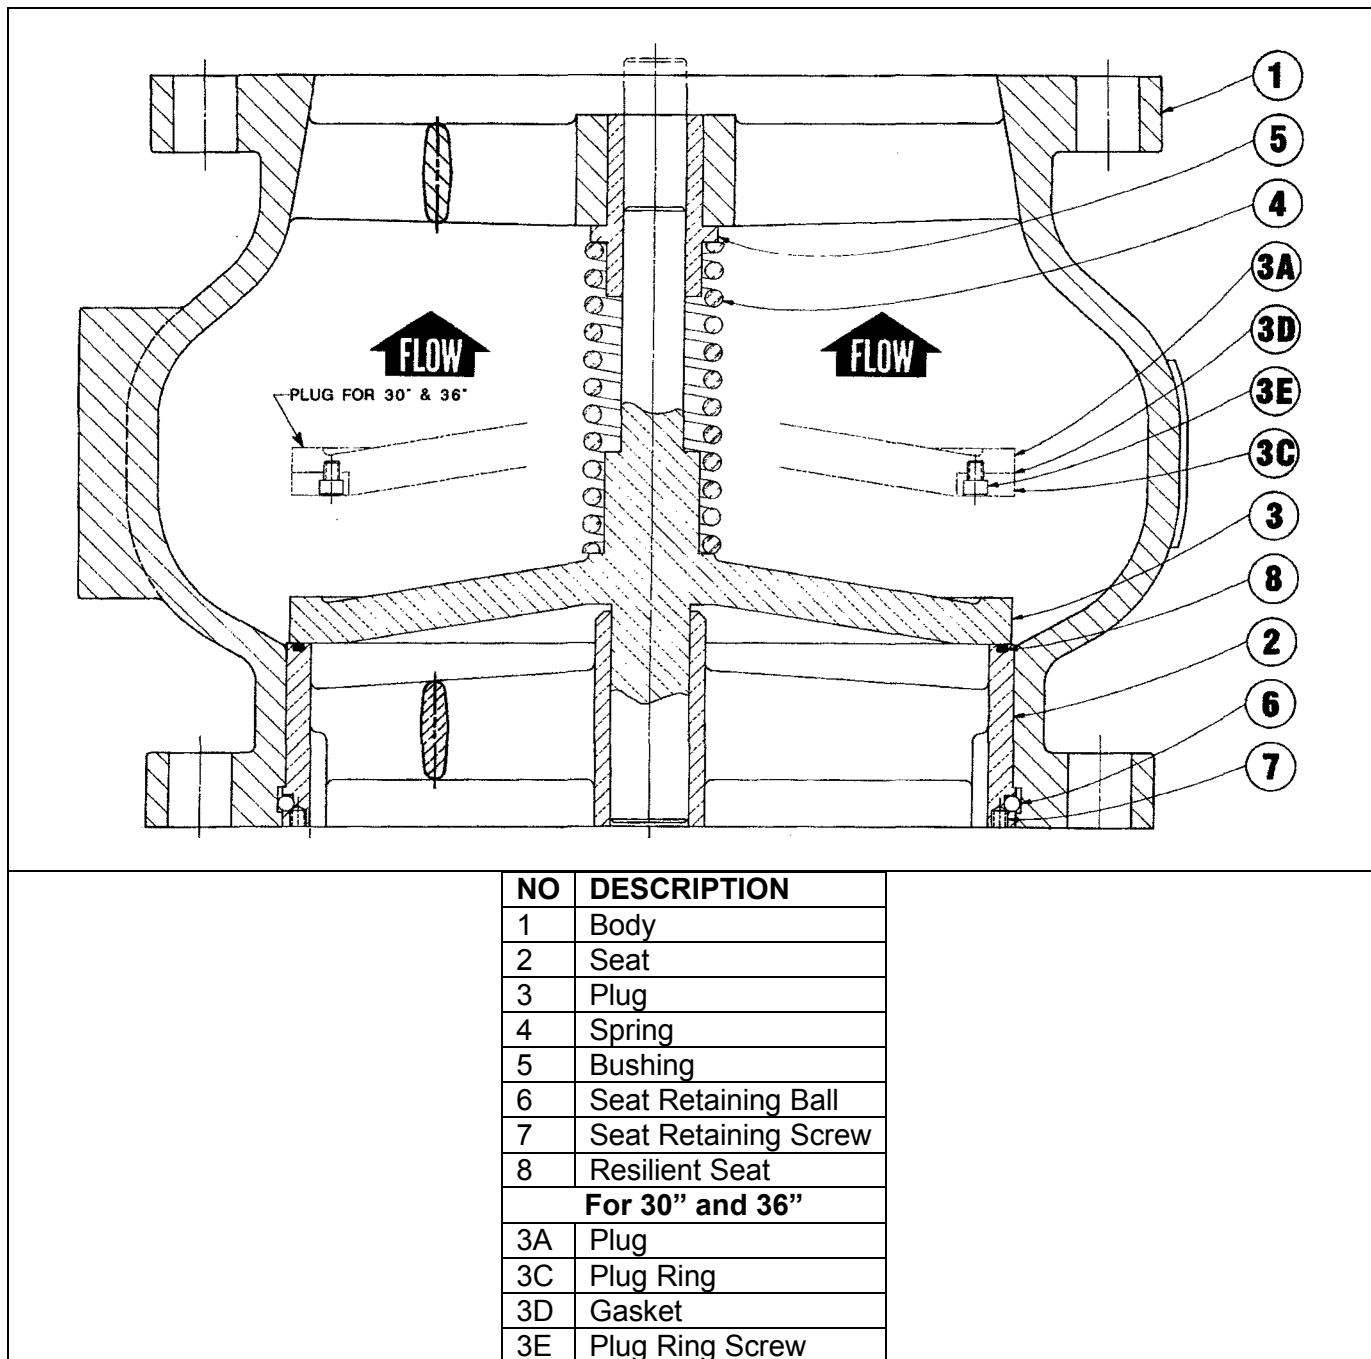 1
5
4
3A
3D
3E
3C
3
8
2
6
7
FLOW
FLOW
PLUG FOR 30" & 36"
NO DESCRIPTION
1 Body
2 Seat
3 Plug
4 Spring
5 Bushing
6 Seat Retaining Ball
7 Seat Retaining Screw
8 Resilient Seat
For 30” and 36”
3A Plug
3C Plug Ring
3D Gasket
3E Plug Ring Screw